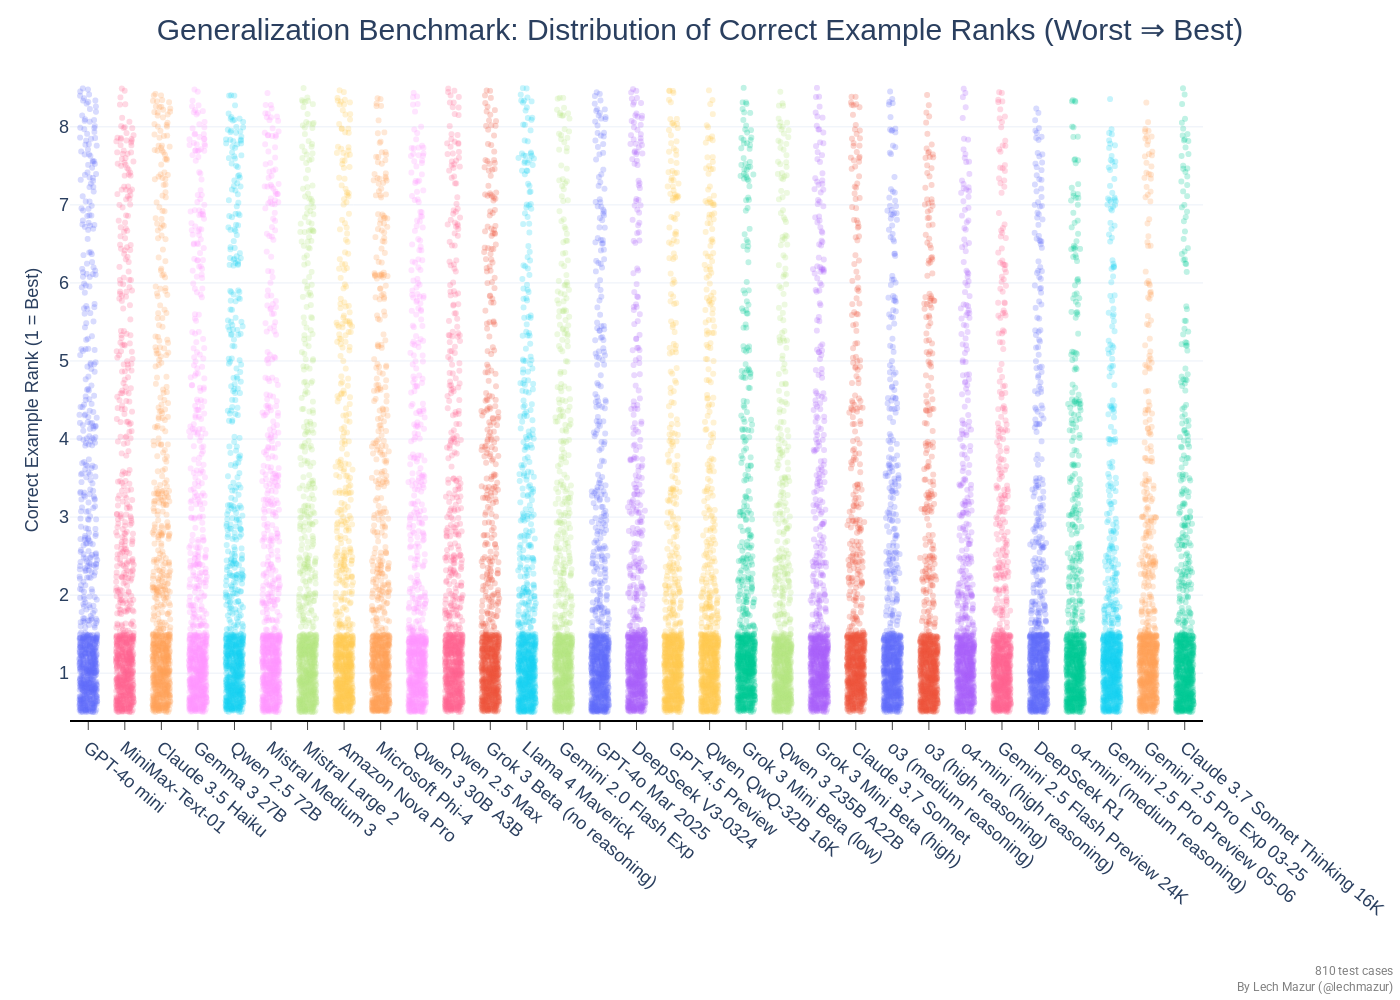 Generalization Benchmark: Distribution of Correct Example Ranks (Worst ⇒ Best)
Correct Example Rank (1 = Best)
8
7
6
5
4
3
2
1
GPT-4o mini
MiniMax-Text-01
Claude 3.5 Haiku
Gemma 3 27B
Qwen 2.5 72B
Mistral Medium 3
Mistral Large 2
Amazon Nova Pro
Microsoft Phi-4
Qwen 3 30B A3B
Qwen 2.5 Max
Grok 3 Beta (no reasoning)
Llama 4 Maverick
Gemini 2.0 Flash Exp
GPT-4o Mar 2025
DeepSeek V3-0324
GPT-4.5 Preview
Qwen QwQ-32B 16K
Grok 3 Mini Beta (low)
Qwen 3 235B A22B
Grok 3 Mini Beta (high)
Claude 3.7 Sonnet
o3 (medium reasoning)
o3 (high reasoning)
o4-mini (high reasoning)
Gemini 2.5 Flash Preview 24K
DeepSeek R1
o4-mini (medium reasoning)
Gemini 2.5 Pro Preview 05-06
Gemini 2.5 Pro Exp 03-25
Claude 3.7 Sonnet Thinking 16K
810 test cases
By Lech Mazur (@lechmazur)